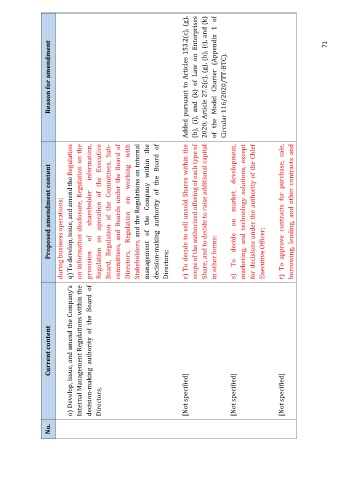 71
No.
Current content
Proposed amendment content
Reason for amendment
during business operations;
o) Develop, issue, and amend the Company's
Internal Management Regulations within the
decision-making authority of the Board of
Directors;
q) To develop, issue, and amend the Regulation
on information disclosure, Regulation on the
provision of shareholder information,
Regulation on operation of the Executive
Board, Regulation of the Committees, Sub-
committees, and Boards under the Board of
Directors, Regulation on working with
Stakeholders, and the Regulations on internal
management of the Company within the
decision-making authority of the Board of
Directors;
[Not specified]
r) To decide to sell unsold Shares within the
scope of the authorized offering of each type of
Share; and to decide to raise additional capital
in other forms;
Added pursuant to Articles 153.2(c), (g),
(h), (i), and (k) of Law on Enterprises
2020; Article 27.2(c), (g), (h), (i), and (k)
of the Model Charter (Appendix 1 of
Circular 116/2020/TT-BTC).
[Not specified]
s) To decide on market development,
marketing, and technology solutions, except
for decisions under the authority of the Chief
Executive Officer;
[Not specified]
t) To approve contracts for purchase, sale,
borrowing, lending, and other contracts and